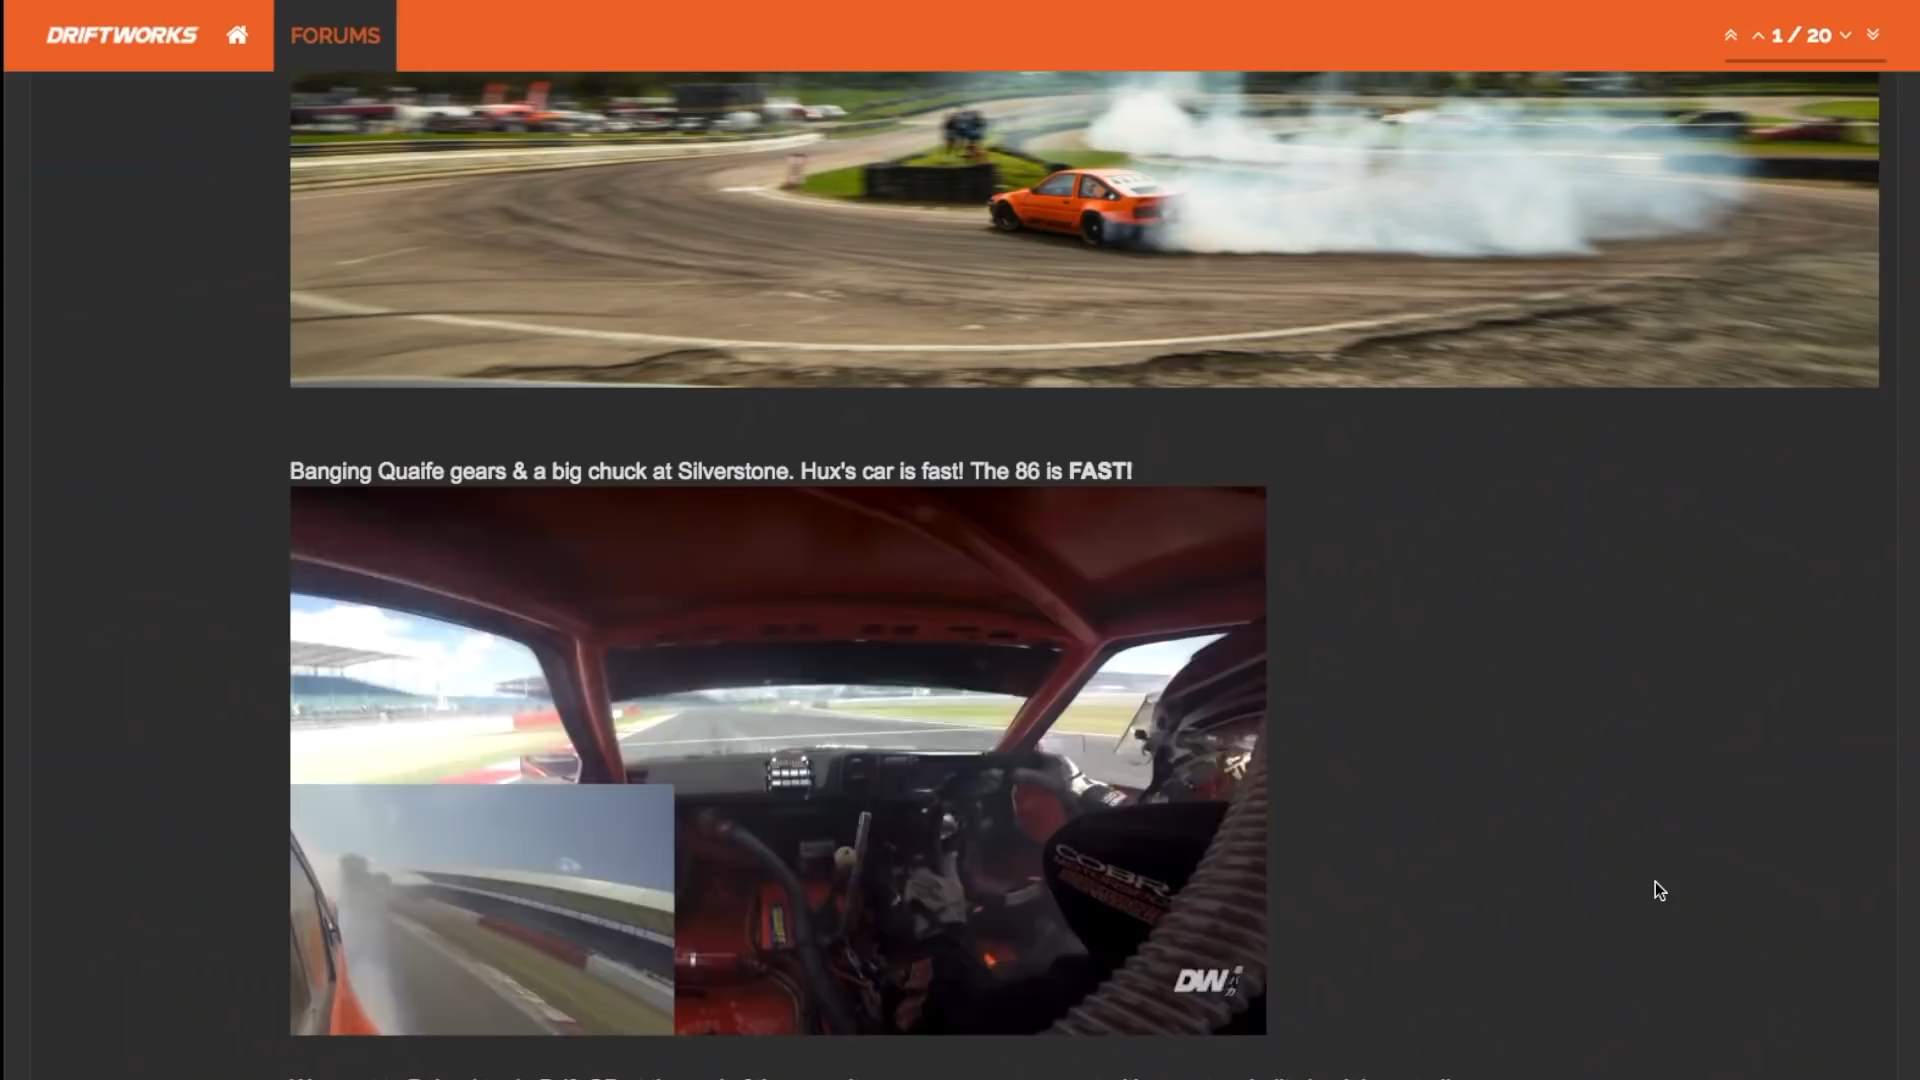 DRIFTWORKS
FORUMS
1 / 20
Banging Quaife gears & a big chuck at Silverstone. Hux's car is fast! The 86 is FAST!
COBR
DW